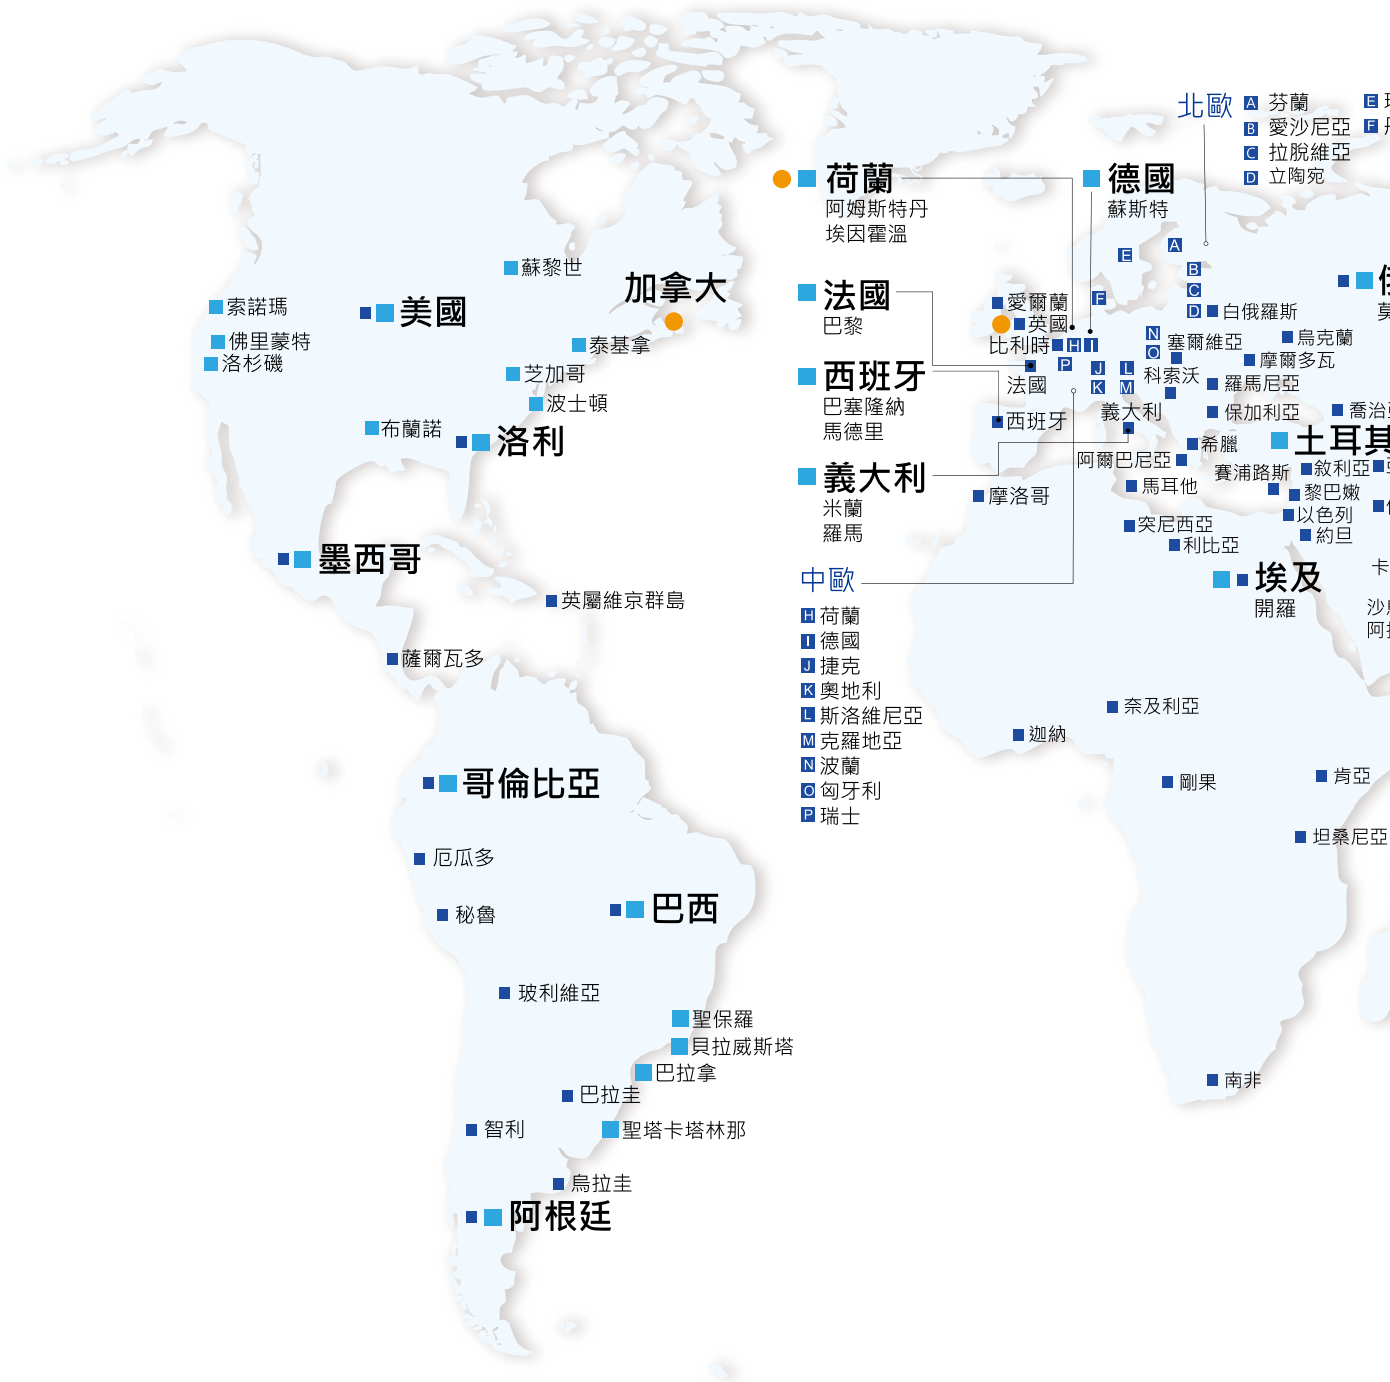 北歐
A 芬蘭
B 愛沙尼亞
C 拉脫維亞
D 立陶宛
E
F
荷蘭
阿姆斯特丹
埃因霍溫
德國
蘇斯特
法國
巴黎
西班牙
巴塞隆納
馬德里
義大利
米蘭
羅馬
中歐
H 荷蘭
I 德國
J 捷克
K 奧地利
L 斯洛維尼亞
M 克羅地亞
N 波蘭
O 匈牙利
P 瑞士
蘇黎世
加拿大
索諾瑪
美國
佛里蒙特
洛杉磯
泰基拿
芝加哥
波士頓
布蘭諾
洛利
墨西哥
英屬維京群島
薩爾瓦多
哥倫比亞
厄瓜多
巴西
秘魯
玻利維亞
聖保羅
貝拉威斯塔
巴拉拿
巴拉圭
智利
聖塔卡塔林那
烏拉圭
阿根廷
A
E
B
C
F
D
愛爾蘭
英國
比利時
H
I
N
O
P
J
L
K
M
白俄羅斯
塞爾維亞
烏克蘭
摩爾多瓦
科索沃
法國
羅馬尼亞
西班牙
義大利
保加利亞
喬治
土耳其
希臘
阿爾巴尼亞
賽浦路斯
敘利亞
馬耳他
摩洛哥
黎巴嫩
以色列
突尼西亞
利比亞
約旦
埃及
開羅
卡
沙
阿
奈及利亞
迦納
剛果
肯亞
坦桑尼亞
南非